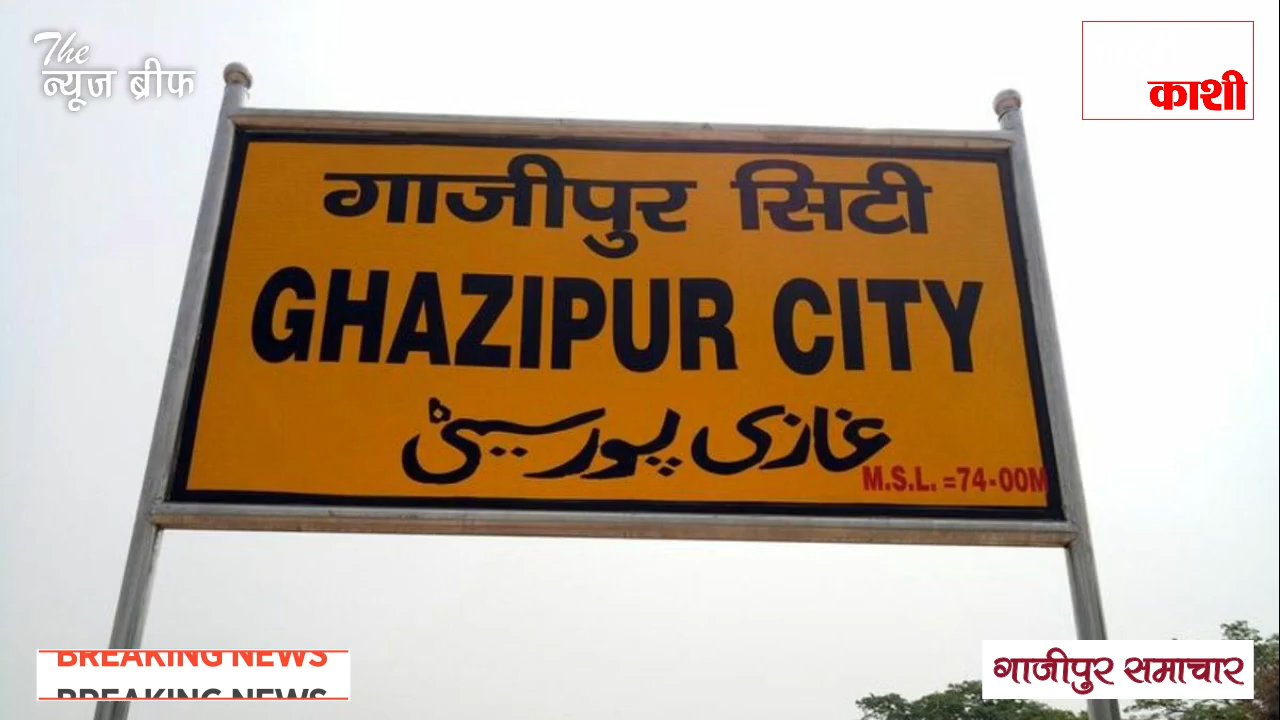 The
न्यूज ब्रीफ
काशी
गाजीपुर सिटी
GHAZIPUR CITY
غازی پور سیٹی
M.S.L. =74-00M
BREAKING NEWS
BREAKING NEWS
गाजीपुर समाचार